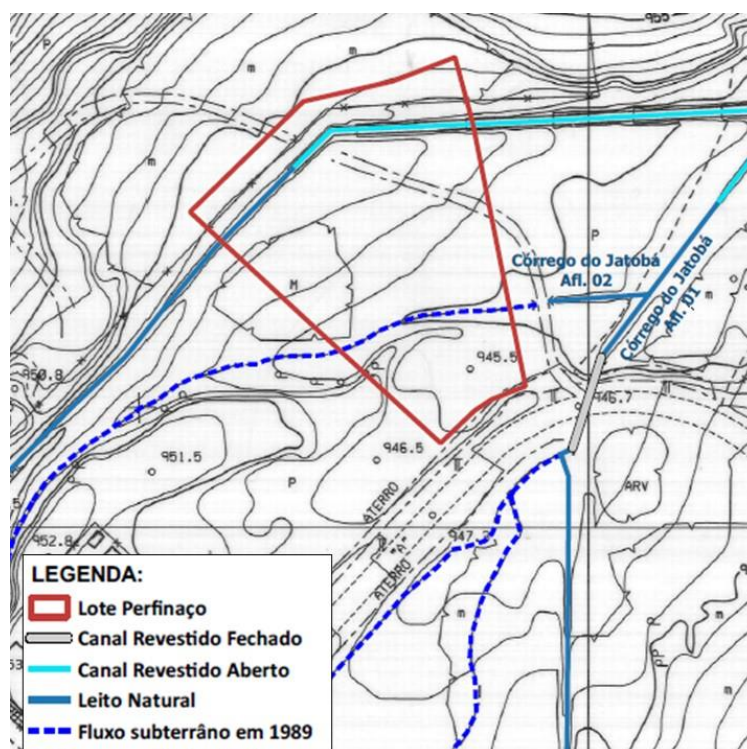 955
P
m
m
m
P
Córrego do Jatobá
Afl. 02
Córrego do Jatobá
Afl. 01
m
M
945.5
950.8
946.7
946.5
951.5
P
ARV
ATERRO
"A"
ATERRO
947.2
952.8
m
m
m
LEGENDA:
Lote Perfinaço
Canal Revestido Fechado
Canal Revestido Aberto
Leito Natural
Fluxo subterrâno em 1989